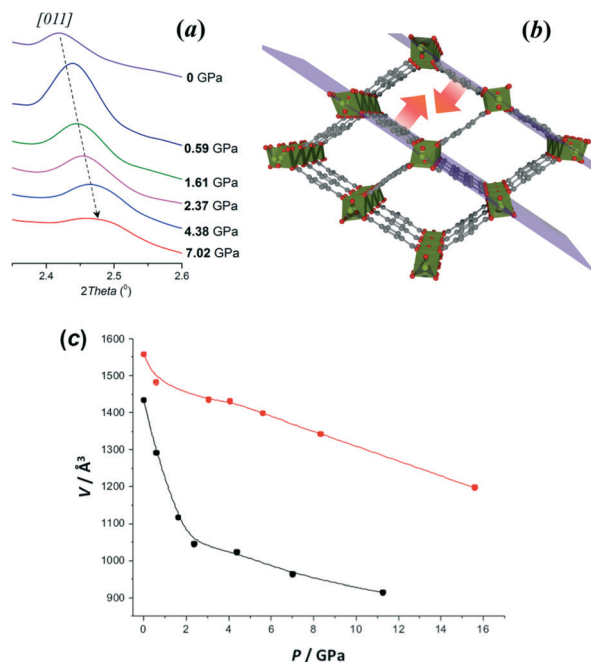 [011]
(a)
0 GPa
0.59 GPa
1.61 GPa
2.37 GPa
4.38 GPa
7.02 GPa
2.4 2.5 2.6
2Theta (⁰)
(b)
(c)
1600
1500
1400
1300
1200
1100
1000
900
V / Å³
0 2 4 6 8 10 12 14 16
P / GPa